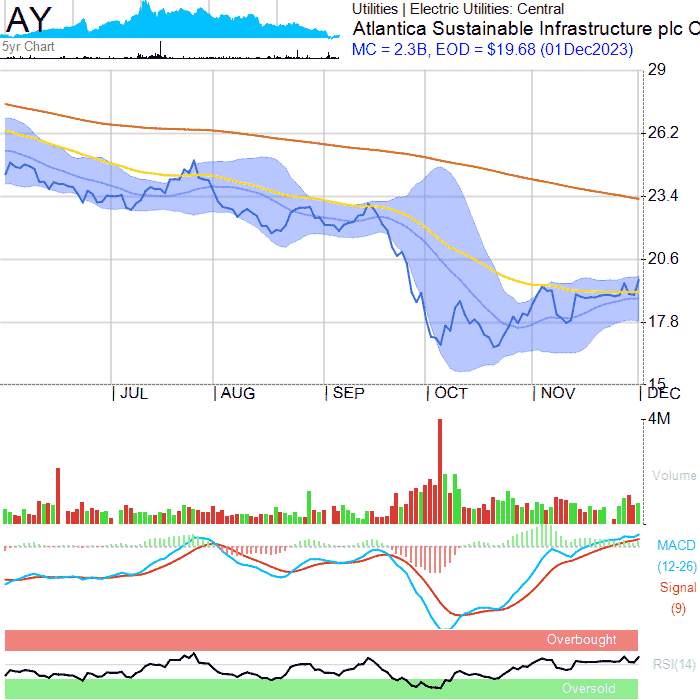 AY
5yr Chart
Utilities | Electric Utilities: Central
Atlantica Sustainable Infrastructure plc O
MC = 2.3B, EOD = $19.68 (01Dec2023)
29
26.2
23.4
20.6
17.8
15
JUL AUG SEP OCT NOV DEC
4M
Volume
MACD
(12-26)
Signal
(9)
Overbought
RSI(14)
Oversold